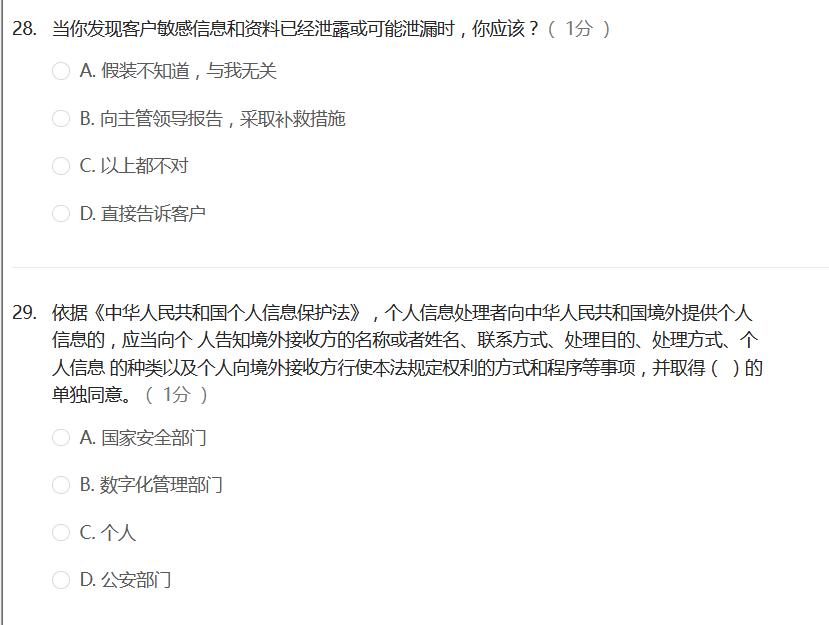 28. 当你发现客户敏感信息和资料已经泄露或可能泄漏时，你应该？（ 1分 ）
A. 假装不知道，与我无关
B. 向主管领导报告，采取补救措施
C. 以上都不对
D. 直接告诉客户
29. 依据《中华人民共和国个人信息保护法》，个人信息处理者向中华人民共和国境外提供个人
信息的，应当向个 人告知境外接收方的名称或者姓名、联系方式、处理目的、处理方式、个
人信息 的种类以及个人向境外接收方行使本法规定权利的方式和程序等事项，并取得（ ）的
单独同意。（ 1分 ）
A. 国家安全部门
B. 数字化管理部门
C. 个人
D. 公安部门